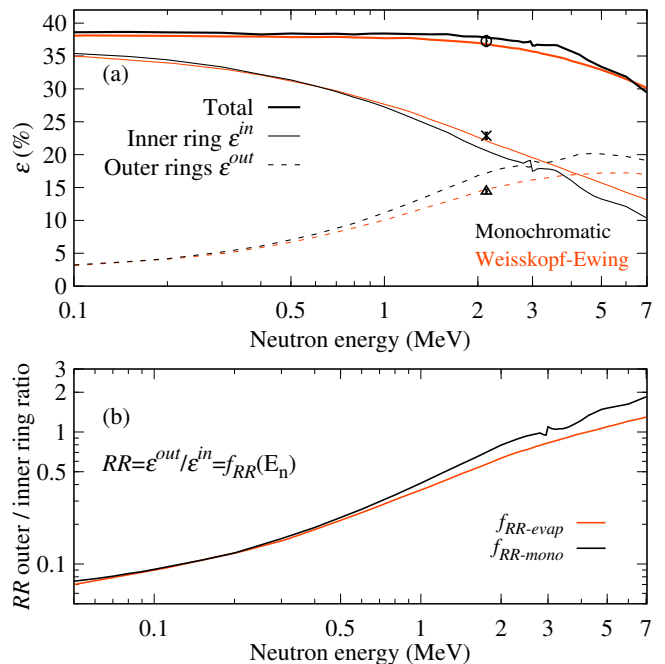 40
35
30
25
20
15
10
5
0
ε (%)
(a)
Total
Inner ring ε^in
Outer rings ε^out
Monochromatic
Weisskopf-Ewing
0.1 0.5 1 2 3 5 7
Neutron energy (MeV)
3
2
1
0.5
0.1
RR outer / inner ring ratio
(b)
RR=ε^out/ε^in=f_RR(E_n)
f_RR-evap
f_RR-mono
0.1 0.5 1 2 3 4 5 7
Neutron energy (MeV)